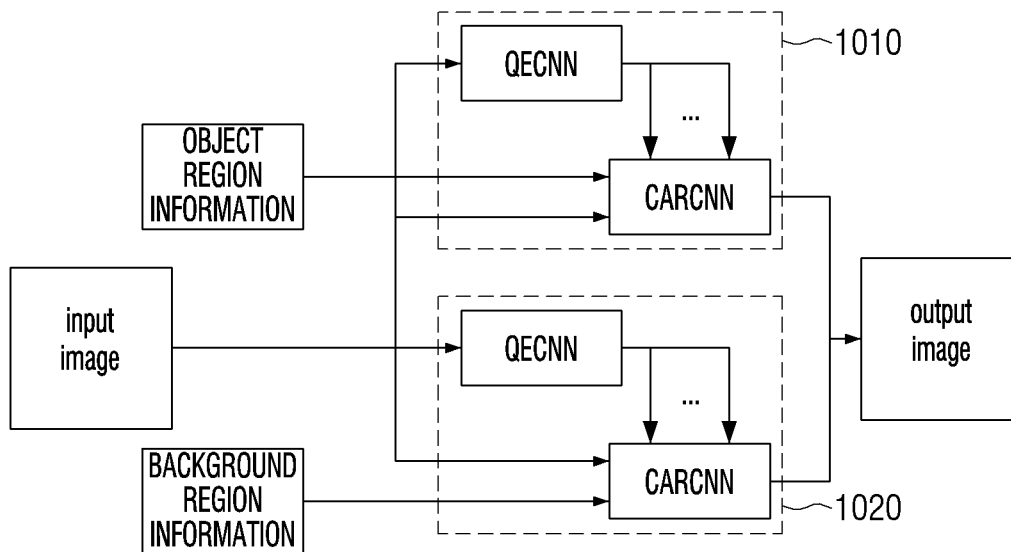 QECNN
1010
...
OBJECT
REGION
INFORMATION
CARCNN
input
image
output
image
QECNN
...
BACKGROUND
REGION
INFORMATION
CARCNN
1020